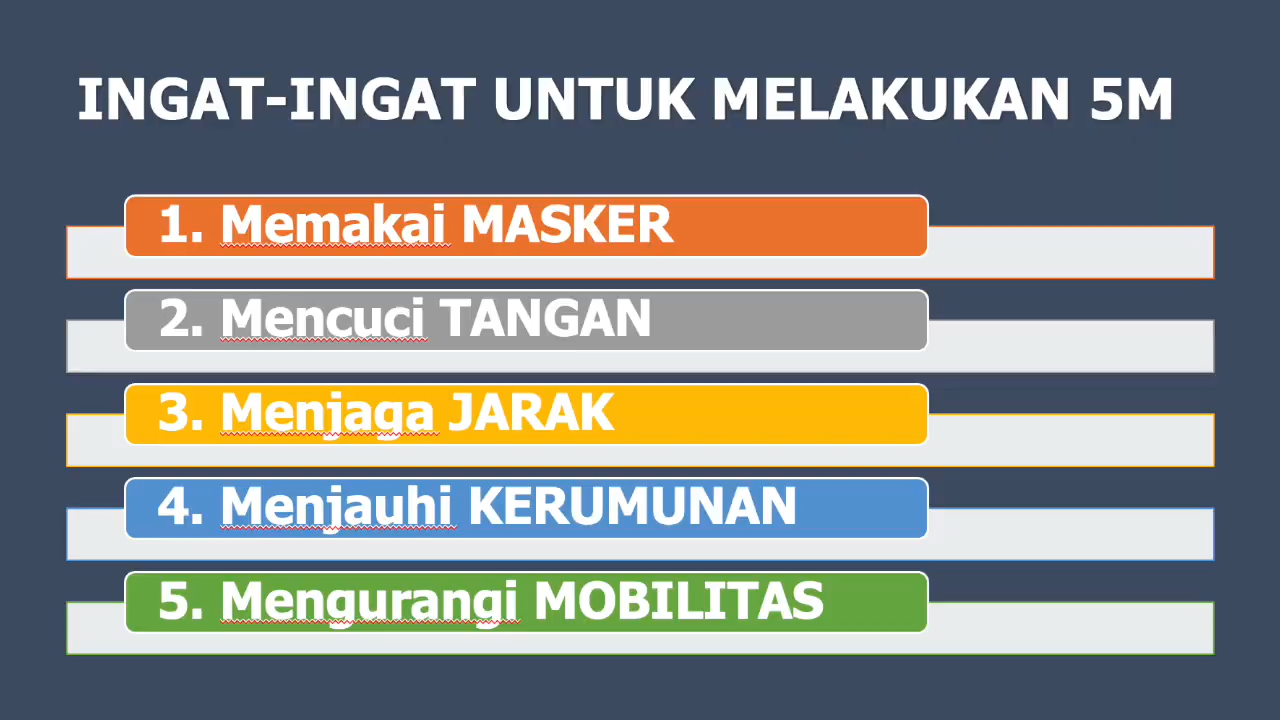 INGAT-INGAT UNTUK MELAKUKAN 5M
1. Memakai MASKER
2. Mencuci TANGAN
3. Menjaga JARAK
4. Menjauhi KERUMUNAN
5. Mengurangi MOBILITAS